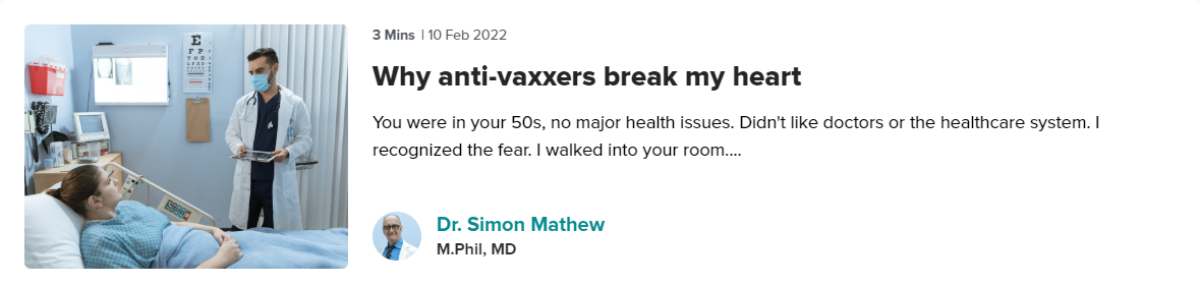 3 Mins | 10 Feb 2022
Why anti-vaxxers break my heart
You were in your 50s, no major health issues. Didn't like doctors or the healthcare system. I
recognized the fear. I walked into your room....
Dr. Simon Mathew
M.Phil, MD